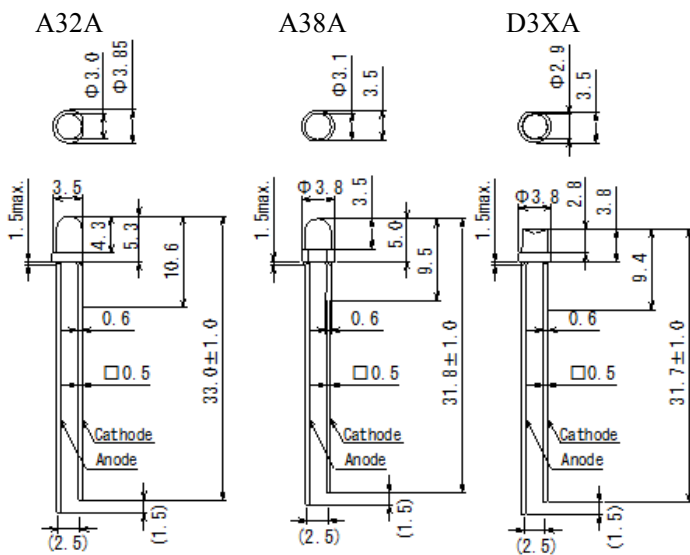 A32A
Φ3.0
Φ3.85
3.5
1.5max.
4.3
5.3
10.6
0.6
□0.5
33.0±1.0
Cathode
Anode
(2.5)
(1.5)
A38A
Φ3.1
3.5
Φ3.8
1.5max.
3.5
5.0
9.5
0.6
□0.5
31.8±1.0
Cathode
Anode
(2.5)
(1.5)
D3XA
Φ2.9
3.5
Φ3.8
1.5max.
2.8
3.8
9.4
0.6
□0.5
31.7±1.0
Cathode
Anode
(2.5)
(1.5)